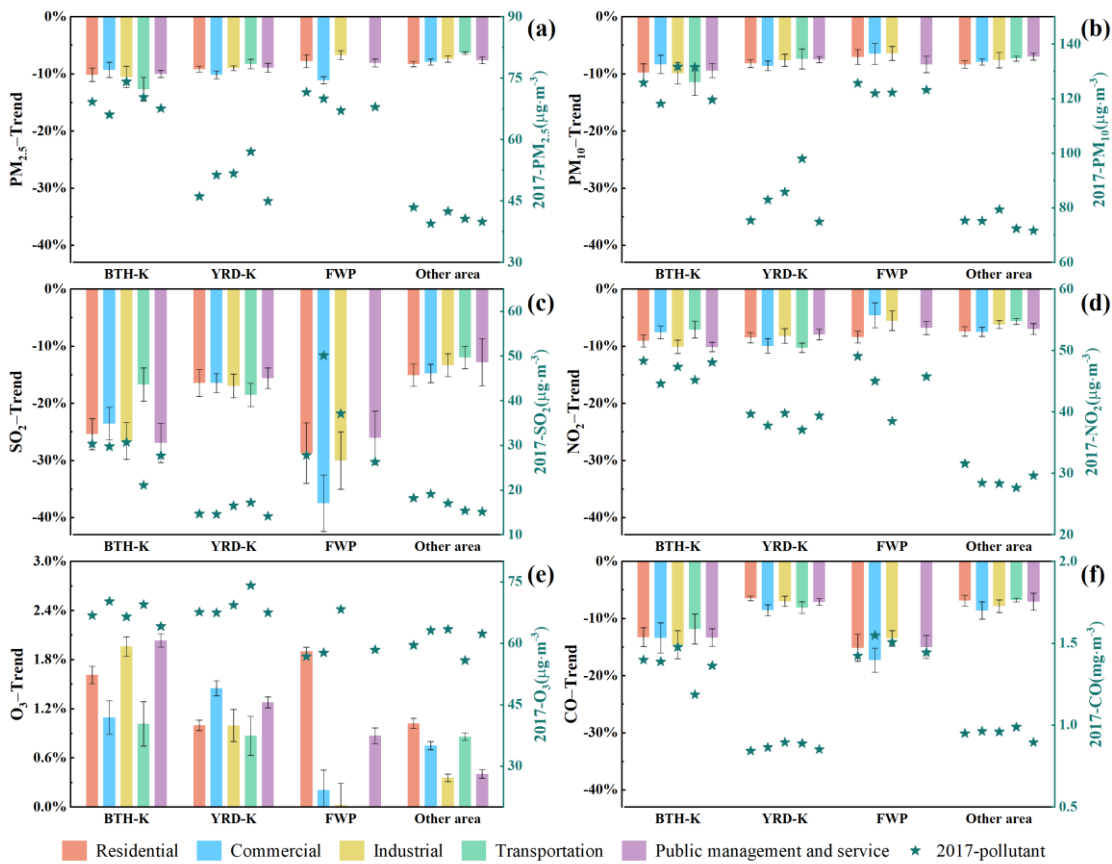 (a)
PM2.5−Trend
0%
-10%
-20%
-30%
-40%
90
75
60
45
30
2017-PM2.5(μg·m-3)
BTH-K YRD-K FWP Other area
(b)
PM10−Trend
0%
-10%
-20%
-30%
-40%
140
120
100
80
60
2017-PM10(μg·m-3)
BTH-K YRD-K FWP Other area
(c)
SO2−Trend
0%
-10%
-20%
-30%
-40%
60
50
40
30
20
10
2017-SO2(μg·m-3)
BTH-K YRD-K FWP Other area
(d)
NO2−Trend
0%
-10%
-20%
-30%
-40%
60
50
40
30
20
2017-NO2(μg·m-3)
BTH-K YRD-K FWP Other area
(e)
O3−Trend
3.0%
2.4%
1.8%
1.2%
0.6%
0.0%
75
60
45
30
2017-O3(μg·m-3)
BTH-K YRD-K FWP Other area
(f)
CO−Trend
0%
-10%
-20%
-30%
-40%
2.0
1.5
1.0
0.5
2017-CO(mg·m-3)
BTH-K YRD-K FWP Other area
Residential Commercial Industrial Transportation Public management and service 2017-pollutant